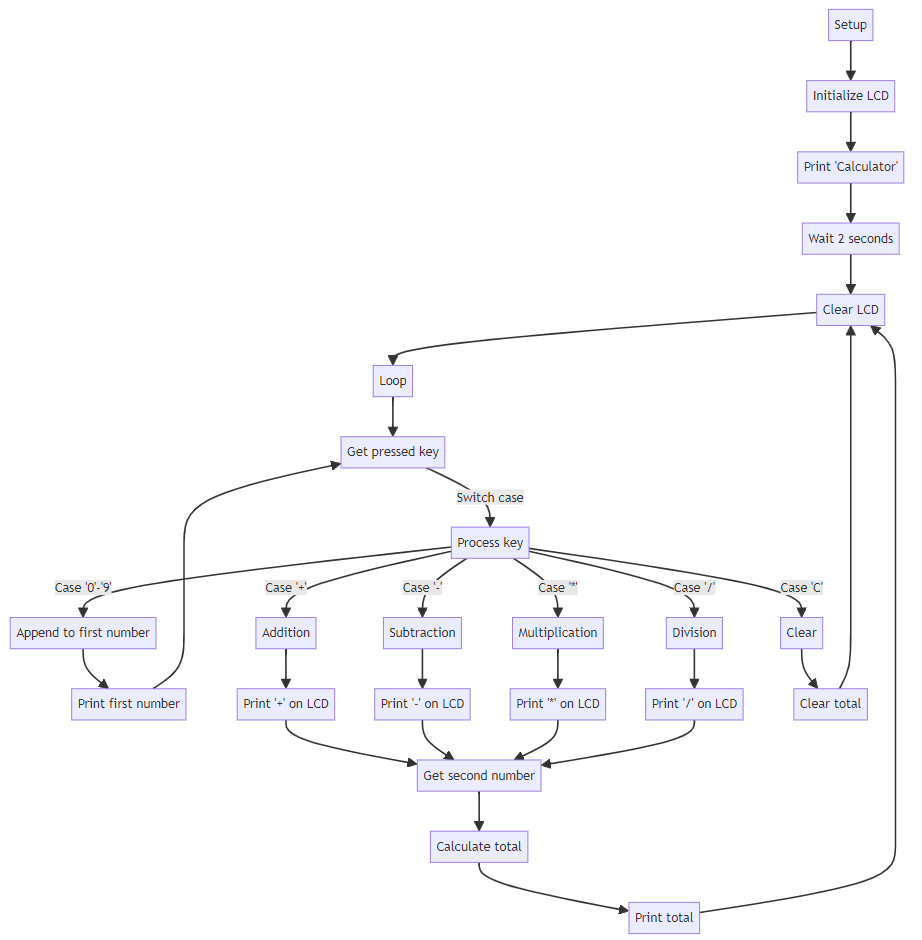 Setup
Initialize LCD
Print 'Calculator'
Wait 2 seconds
Clear LCD
Loop
Get pressed key
Switch case
Process key
Case '0'-'9'
Case '+'
Case '-'
Case '*'
Case '/'
Case 'C'
Append to first number
Addition
Subtraction
Multiplication
Division
Clear
Print first number
Print '+' on LCD
Print '-' on LCD
Print '*' on LCD
Print '/' on LCD
Clear total
Get second number
Calculate total
Print total